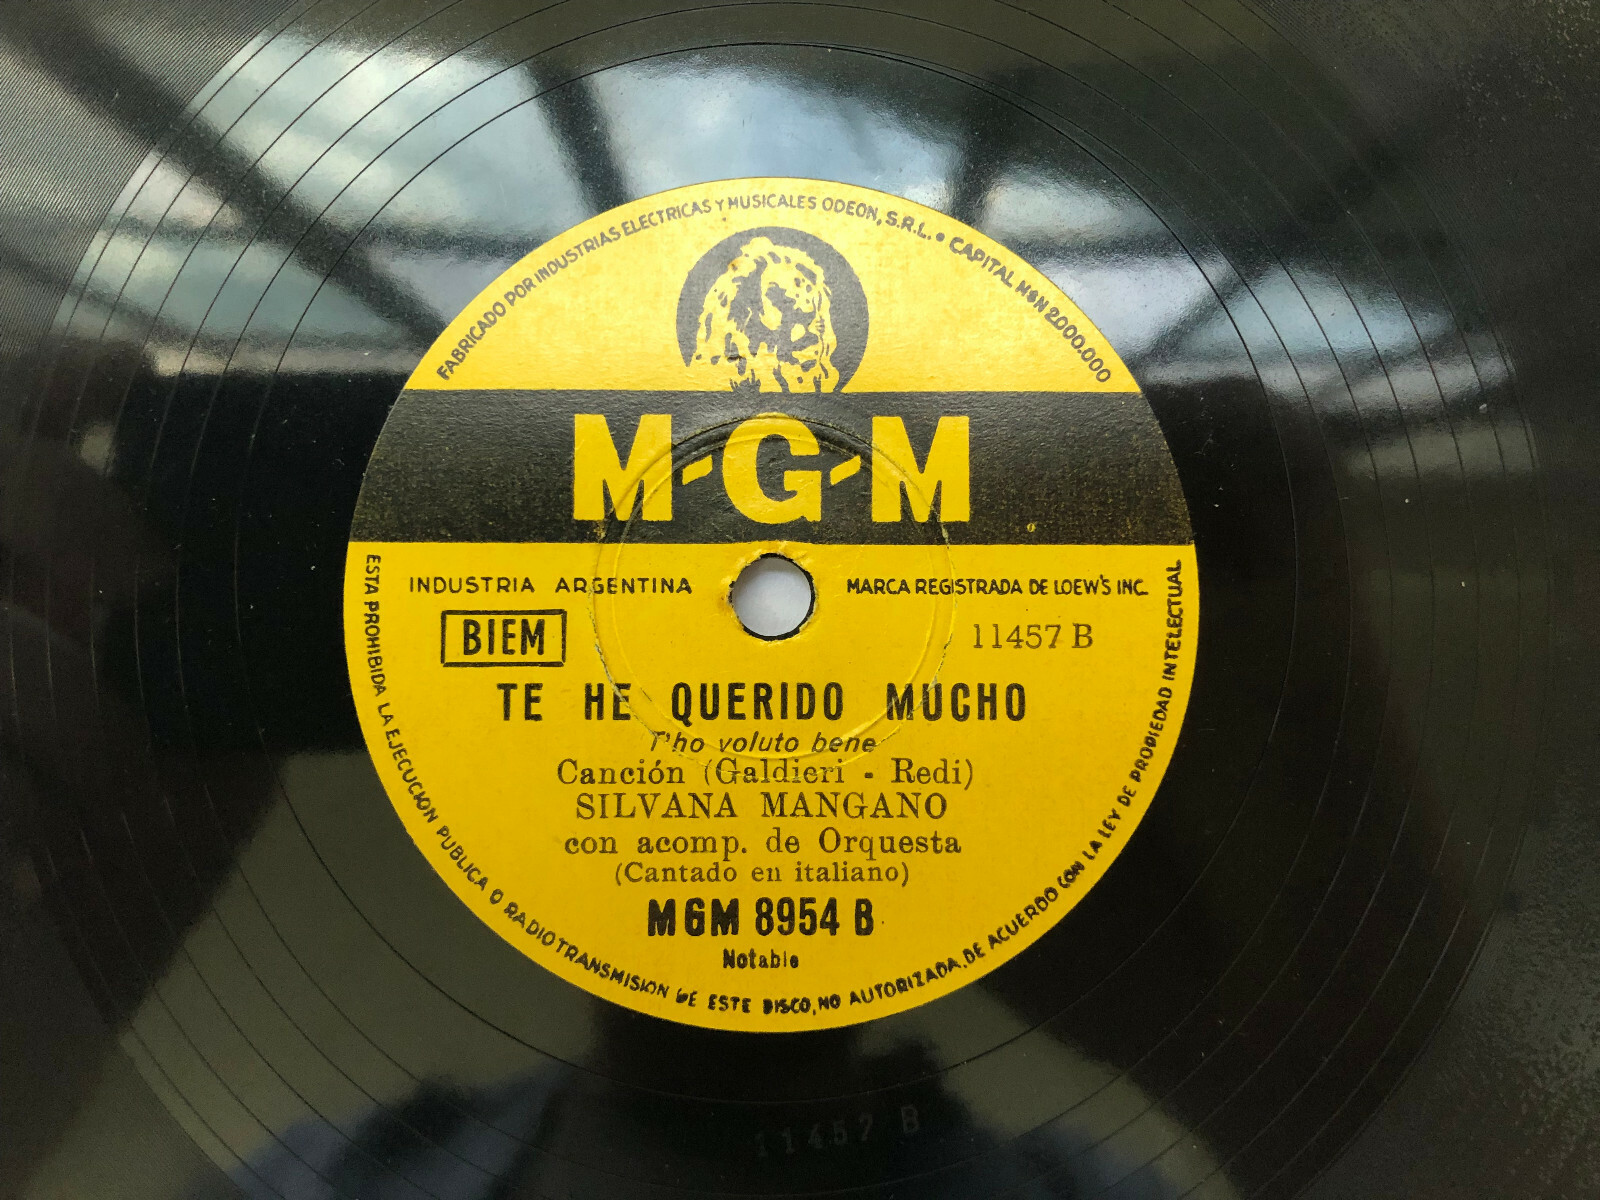 FABRICADO POR INDUSTRIAS ELECTRICAS Y MUSICALES ODEON, S.R.L. • CAPITAL M$N 2.000.000
M-G-M
INDUSTRIA ARGENTINA
MARCA REGISTRADA DE LOEW'S INC.
BIEM
11457 B
TE HE QUERIDO MUCHO
T'ho voluto bene
Canción (Galdieri - Redi)
SILVANA MANGANO
con acomp. de Orquesta
(Cantado en italiano)
MGM 8954 B
Notable
ESTA PROHIBIDA LA EJECUCION PUBLICA O RADIOTRANSMISION DE ESTE DISCO, NO AUTORIZADA, DE ACUERDO CON LA LEY DE PROPIEDAD INTELECTUAL
11457 B